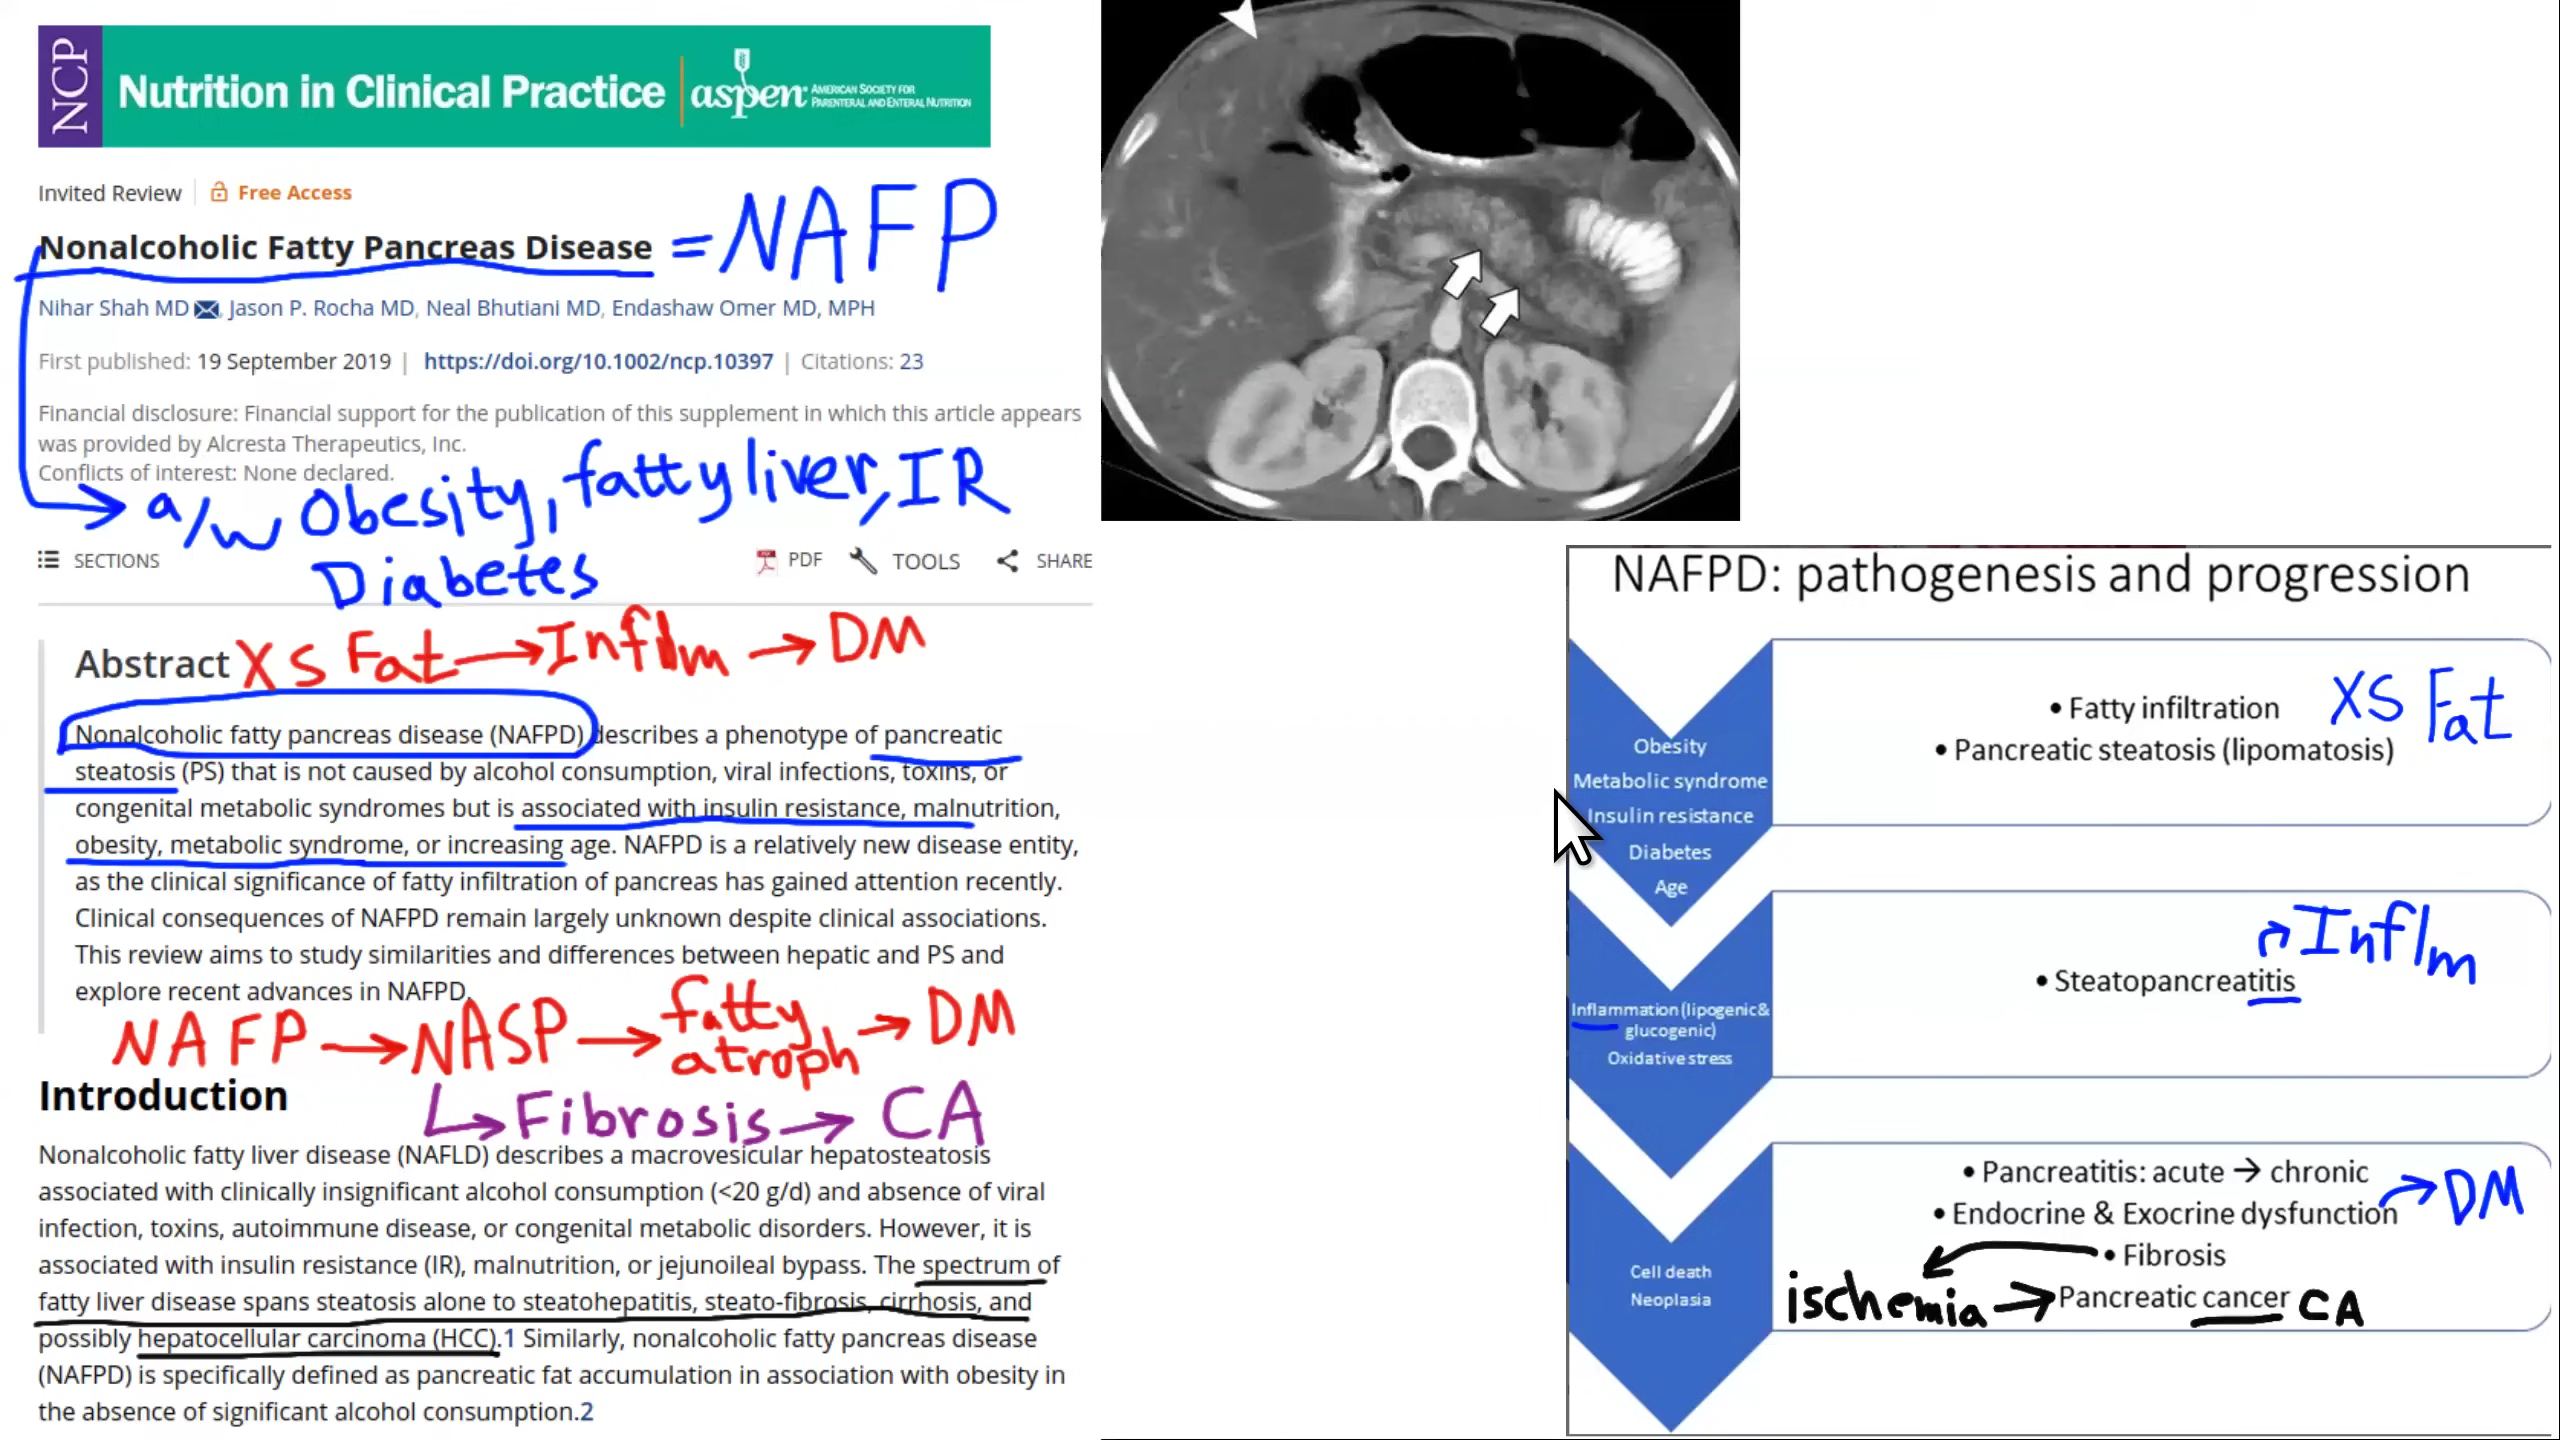 NCP
Nutrition in Clinical Practice
aspen AMERICAN SOCIETY FOR
PARENTERAL AND ENTERAL NUTRITION
Invited Review
Free Access
Nonalcoholic Fatty Pancreas Disease = NAFP
Nihar Shah MD, Jason P. Rocha MD, Neal Bhutiani MD, Endashaw Omer MD, MPH
First published: 19 September 2019 | https://doi.org/10.1002/ncp.10397 | Citations: 23
Financial disclosure: Financial support for the publication of this supplement in which this article appears
was provided by Alcresta Therapeutics, Inc.
Conflicts of interest: None declared.
→ a/w Obesity, fatty liver, IR
Diabetes
SECTIONS
PDF
TOOLS
SHARE
Abstract
XS Fat → Inflm → DM
Nonalcoholic fatty pancreas disease (NAFPD) describes a phenotype of pancreatic
steatosis (PS) that is not caused by alcohol consumption, viral infections, toxins, or
congenital metabolic syndromes but is associated with insulin resistance, malnutrition,
obesity, metabolic syndrome, or increasing age. NAFPD is a relatively new disease entity,
as the clinical significance of fatty infiltration of pancreas has gained attention recently.
Clinical consequences of NAFPD remain largely unknown despite clinical associations.
This review aims to study similarities and differences between hepatic and PS and
explore recent advances in NAFPD.
NAFP → NASP → fatty atroph → DM
↳ Fibrosis → CA
Introduction
Nonalcoholic fatty liver disease (NAFLD) describes a macrovesicular hepatosteatosis
associated with clinically insignificant alcohol consumption (<20 g/d) and absence of viral
infection, toxins, autoimmune disease, or congenital metabolic disorders. However, it is
associated with insulin resistance (IR), malnutrition, or jejunoileal bypass. The spectrum of
fatty liver disease spans steatosis alone to steatohepatitis, steato-fibrosis, cirrhosis, and
possibly hepatocellular carcinoma (HCC).1 Similarly, nonalcoholic fatty pancreas disease
(NAFPD) is specifically defined as pancreatic fat accumulation in association with obesity in
the absence of significant alcohol consumption.2
NAFPD: pathogenesis and progression
Obesity
Metabolic syndrome
Insulin resistance
Diabetes
Age
• Fatty infiltration XS Fat
• Pancreatic steatosis (lipomatosis)
Inflammation (lipogenic &
glucogenic)
Oxidative stress
Inflm
• Steatopancreatitis
Cell death
Neoplasia
• Pancreatitis: acute → chronic
• Endocrine & Exocrine dysfunction → DM
• Fibrosis
ischemia → Pancreatic cancer CA